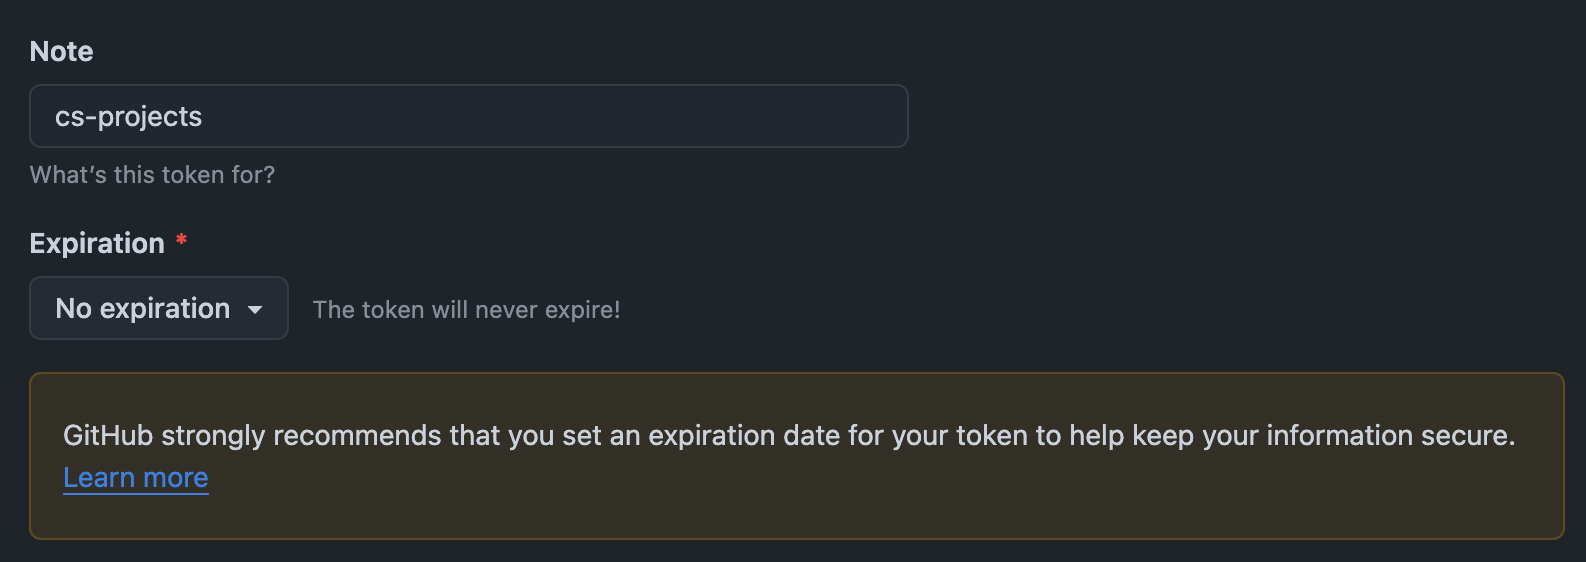 Note
cs-projects
What’s this token for?
Expiration *
No expiration The token will never expire!
GitHub strongly recommends that you set an expiration date for your token to help keep your information secure.
Learn more